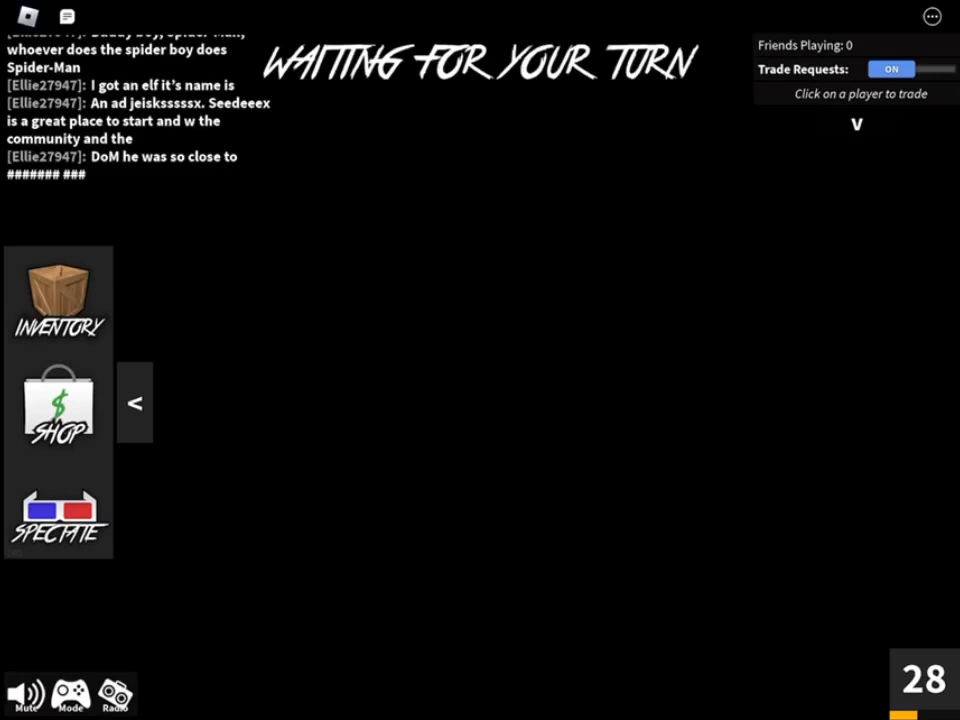 whoever does the spider boy does
Spider-Man
[Ellie27947]: I got an elf it's name is
[Ellie27947]: An ad jeiskssssx. Seedeeex
is a great place to start and w the
community and the
[Ellie27947]: DoM he was so close to
####### ###
WAITING FOR YOUR TURN
Friends Playing: 0
Trade Requests: ON
Click on a player to trade
V
INVENTORY
SHOP
<
SPECTATE
Mute Mode Radio
28